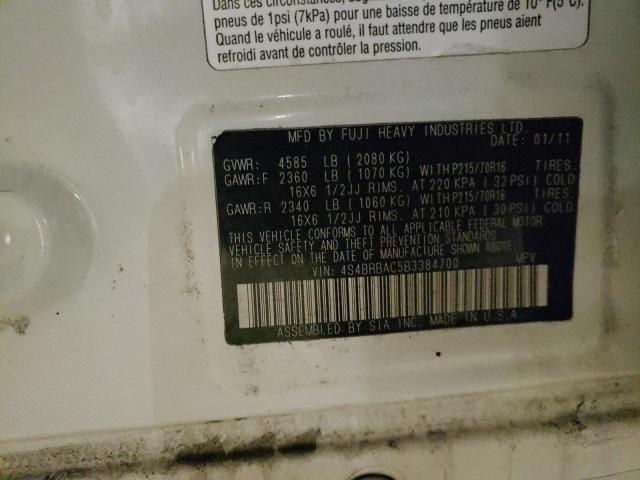 Dans ces circonstances,
pneus de 1psi (7kPa) pour une baisse de température de 10° F(5°C).
Quand le véhicule a roulé, il faut attendre que les pneus aient
refroidi avant de contrôler la pression.
MFD BY FUJI HEAVY INDUSTRIES LTD.
DATE: 01/11
GVWR: 4585 LB ( 2080 KG)
GAWR:F 2360 LB ( 1070 KG) WITH P215/70R16 TIRES.
16X6 1/2JJ RIMS. AT 220 KPA ( 32 PSI) COLD
GAWR:R 2340 LB ( 1060 KG) WITH P215/70R16 TIRES.
16X6 1/2JJ RIMS. AT 210 KPA ( 30 PSI) COLD
THIS VEHICLE CONFORMS TO ALL APPLICABLE FEDERAL MOTOR
VEHICLE SAFETY AND THEFT PREVENTION STANDARDS
IN EFFECT ON THE DATE OF MANUFACTURE SHOWN ABOVE.
VIN: 4S4BRBAC5B3384700 MPV
ASSEMBLED BY SIA INC. MADE IN U.S.A